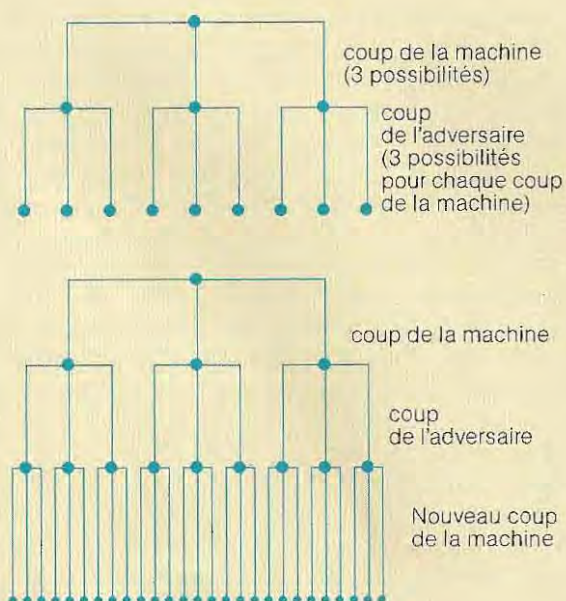 coup de la machine
(3 possibilités)
coup
de l'adversaire
(3 possibilités
pour chaque coup
de la machine)
coup de la machine
coup
de l'adversaire
Nouveau coup
de la machine